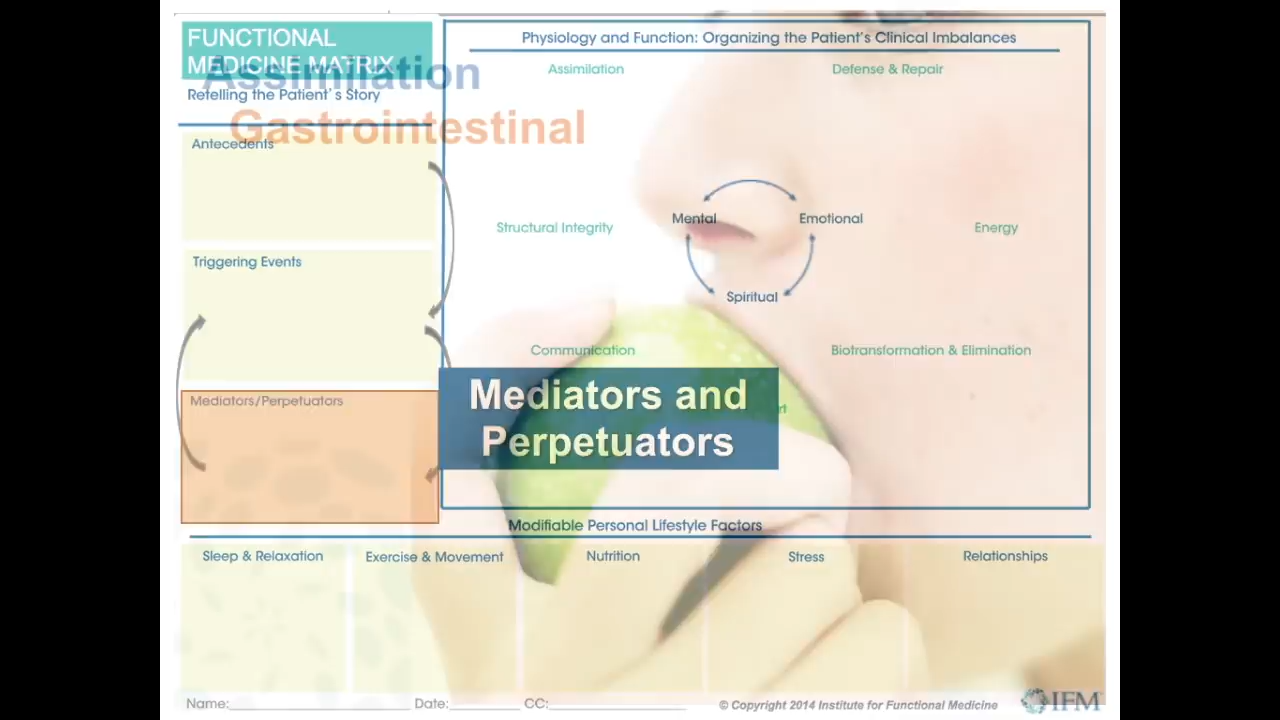 FUNCTIONAL
MEDICINE MATRIX
Assimilation
Retelling the Patient's Story
Gastrointestinal
Antecedents
Triggering Events
Mediators/Perpetuators
Physiology and Function: Organizing the Patient's Clinical Imbalances
Assimilation
Defense & Repair
Structural Integrity
Mental
Emotional
Spiritual
Energy
Communication
Biotransformation & Elimination
Mediators and
Perpetuators
Modifiable Personal Lifestyle Factors
Sleep & Relaxation
Exercise & Movement
Nutrition
Stress
Relationships
Name:
Date:
CC:
© Copyright 2014 Institute for Functional Medicine
IFM